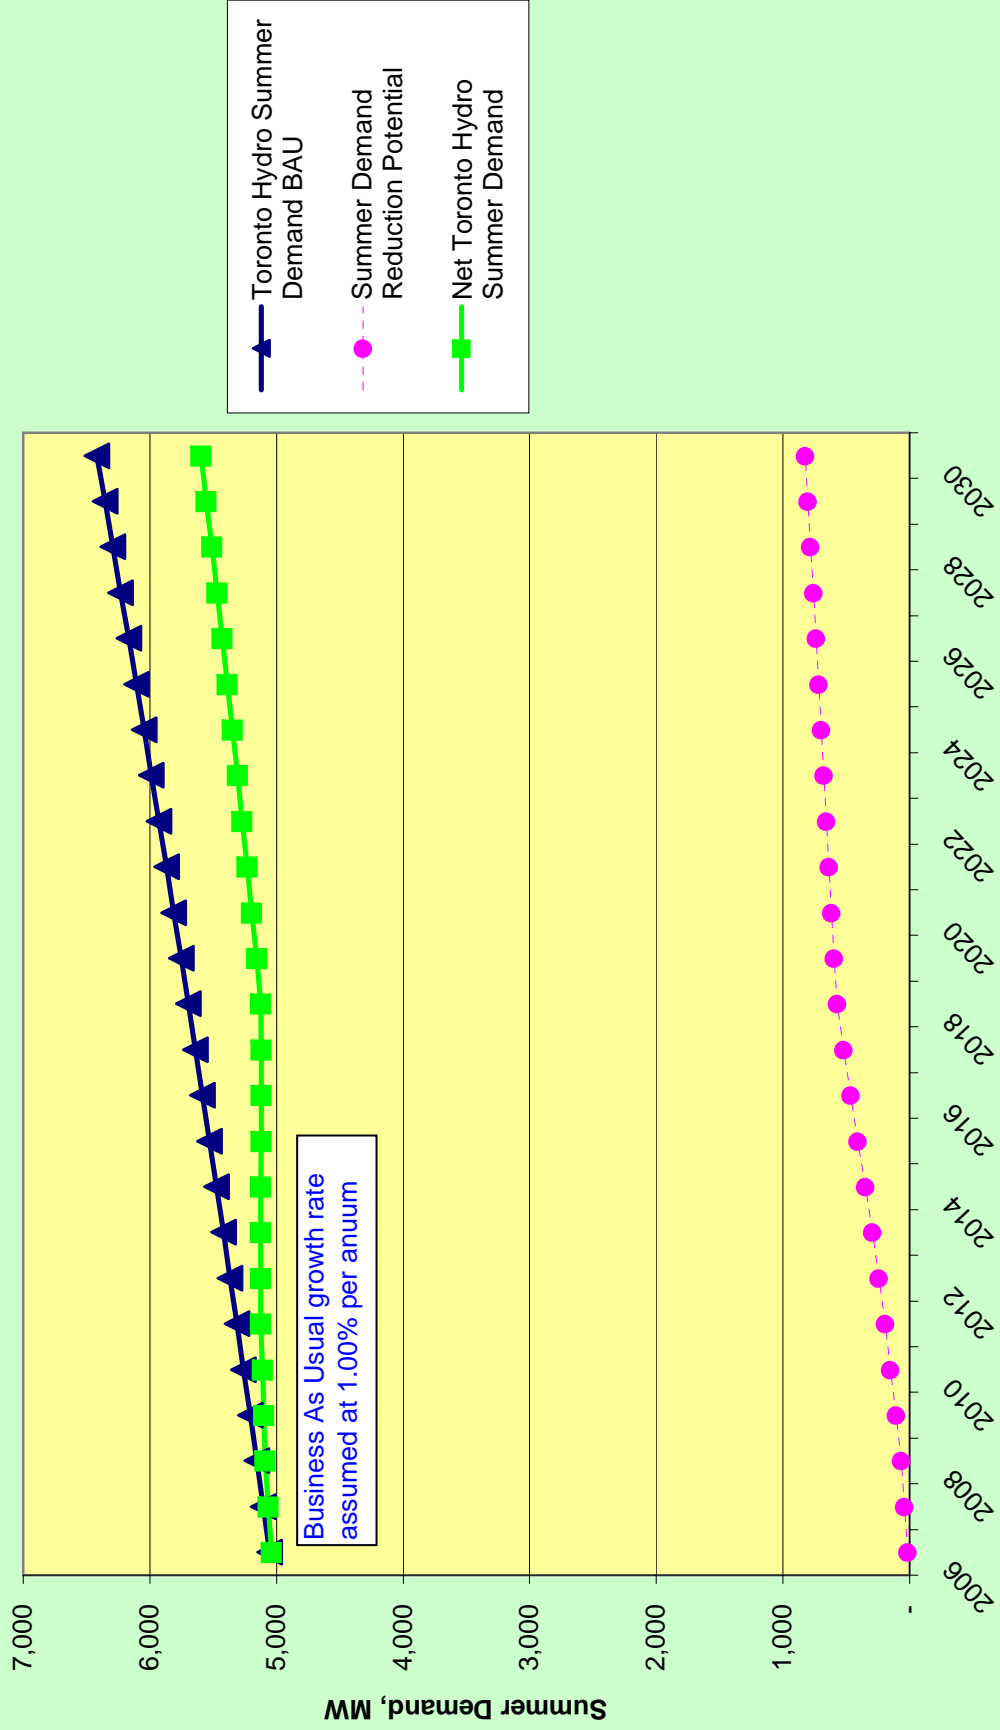 7,000
6,000
5,000
4,000
3,000
2,000
1,000
-
Summer Demand, MW
2006
2008
2010
2012
2014
2016
2018
2020
2022
2024
2026
2028
2030
Business As Usual growth rate
assumed at 1.00% per anuum
Toronto Hydro Summer
Demand BAU
Summer Demand
Reduction Potential
Net Toronto Hydro
Summer Demand